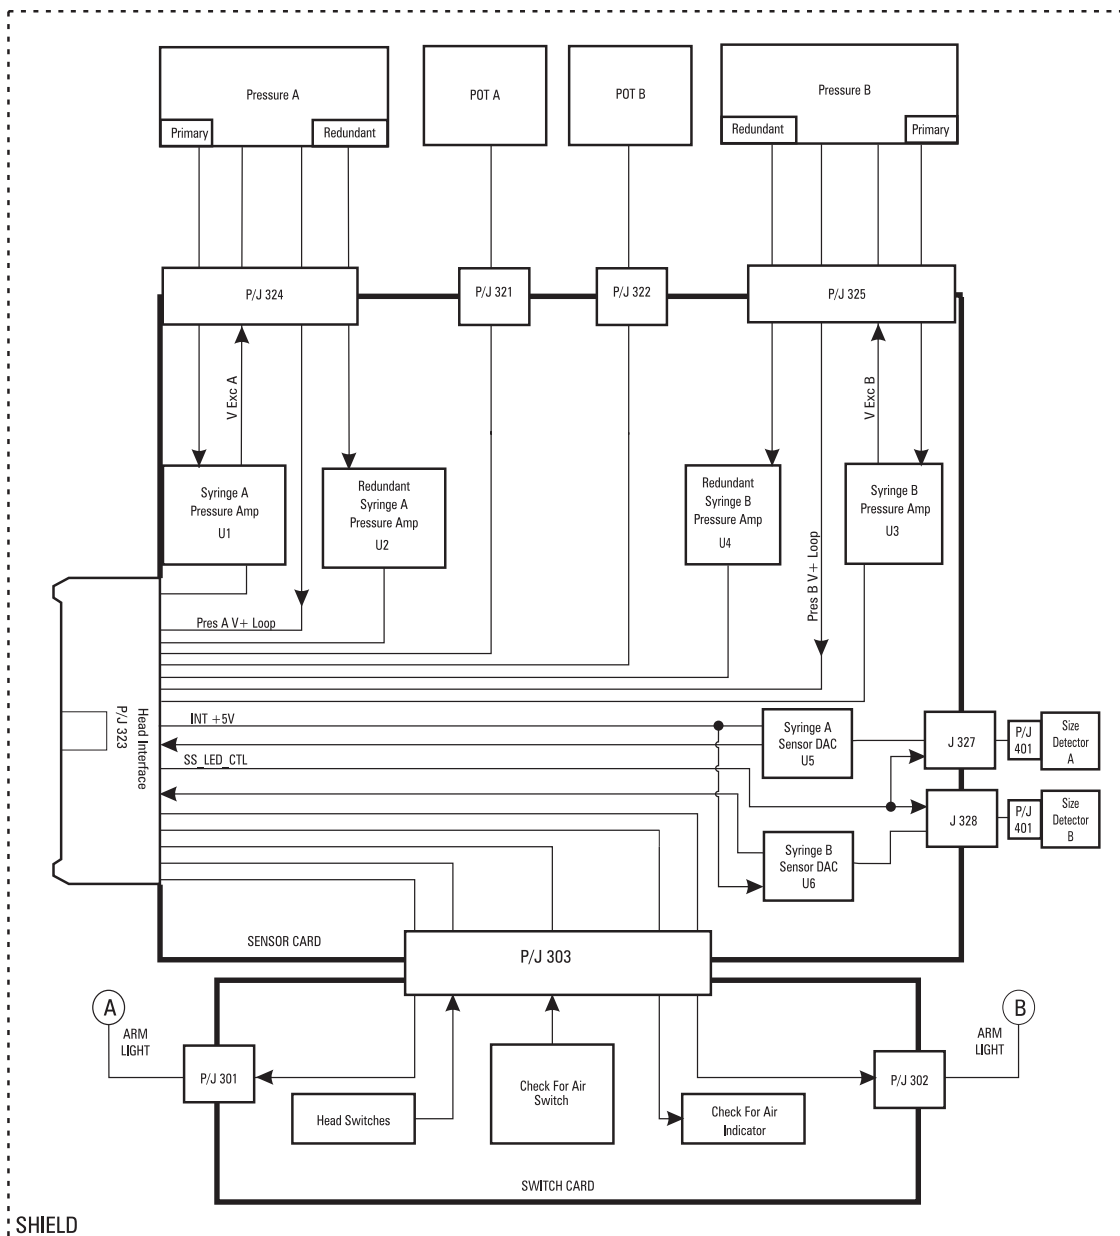 Pressure A
Primary
Redundant
POT A
POT B
Pressure B
Redundant
Primary
P/J 324
P/J 321
P/J 322
P/J 325
V Exc A
V Exc B
Syringe A
Pressure Amp
U1
Redundant
Syringe A
Pressure Amp
U2
Redundant
Syringe B
Pressure Amp
U4
Syringe B
Pressure Amp
U3
Pres B V+ Loop
Pres A V+ Loop
Head Interface
P/J 323
INT +5V
SS_LED_CTL
Syringe A
Sensor DAC
U5
J 327
P/J
401
Size
Detector
A
Syringe B
Sensor DAC
U6
J 328
P/J
401
Size
Detector
B
SENSOR CARD
P/J 303
A
ARM
LIGHT
P/J 301
Head Switches
Check For Air
Switch
Check For Air
Indicator
P/J 302
B
ARM
LIGHT
SWITCH CARD
SHIELD